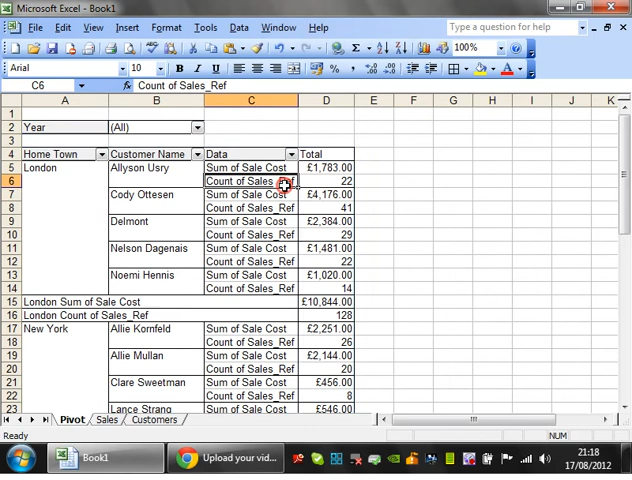 Microsoft Excel - Book1
File Edit View Insert Format Tools Data Window Help
Type a question for help
100%
Arial 10 B I U
C6 fx Count of Sales_Ref
A B C D E F G H I J K
1
2 Year (All)
3
4 Home Town Customer Name Data Total
5 London Allyson Usry Sum of Sale Cost £1,783.00
6 Count of Sales_Ref 22
7 Cody Ottesen Sum of Sale Cost £4,176.00
8 Count of Sales_Ref 41
9 Delmont Sum of Sale Cost £2,384.00
10 Count of Sales_Ref 29
11 Nelson Dagenais Sum of Sale Cost £1,481.00
12 Count of Sales_Ref 22
13 Noemi Hennis Sum of Sale Cost £1,020.00
14 Count of Sales_Ref 14
15 London Sum of Sale Cost £10,844.00
16 London Count of Sales_Ref 128
17 New York Allie Kornfeld Sum of Sale Cost £2,251.00
18 Count of Sales_Ref 26
19 Allie Mullan Sum of Sale Cost £2,144.00
20 Count of Sales_Ref 20
21 Clare Sweetman Sum of Sale Cost £456.00
22 Count of Sales_Ref 8
23 Lance Strang Sum of Sale Cost £546.00
Pivot Sales Customers
Ready NUM
Book1 Upload your vid... 21:18
17/08/2012